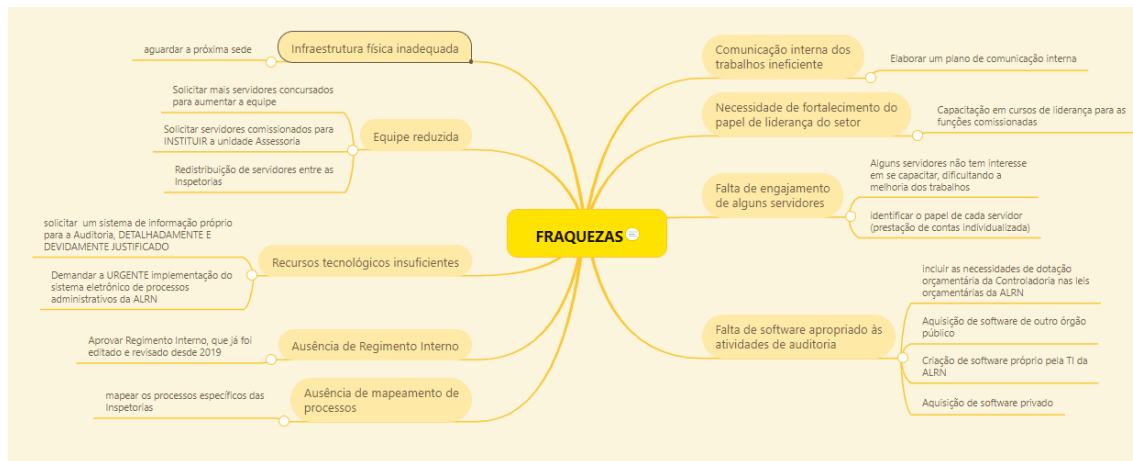 Infraestrutura física inadequada
aguardar a próxima sede
Solicitar mais servidores concursados
para aumentar a equipe
Solicitar servidores comissionados para
INSTITUIR a unidade Assessoria
Redistribuição de servidores entre as
Inspetorias
Equipe reduzida
solicitar um sistema de informação próprio
para a Auditoria, DETALHADAMENTE E
DEVIDAMENTE JUSTIFICADO
Demandar a URGENTE implementação do
sistema eletrônico de processos
administrativos da ALRN
Recursos tecnológicos insuficientes
Aprovar Regimento Interno, que já foi
editado e revisado desde 2019
Ausência de Regimento Interno
mapear os processos específicos das
Inspetorias
Ausência de mapeamento de
processos
FRAQUEZAS
Comunicação interna dos
trabalhos ineficiente
Elaborar um plano de comunicação interna
Necessidade de fortalecimento do
papel de liderança do setor
Capacitação em cursos de liderança para as
funções comissionadas
Falta de engajamento
de alguns servidores
Alguns servidores não tem interesse
em se capacitar, dificultando a
melhoria dos trabalhos
identificar o papel de cada servidor
(prestação de contas individualizada)
Falta de software apropriado às
atividades de auditoria
incluir as necessidades de dotação
orçamentária da Controladoria nas leis
orçamentárias da ALRN
Aquisição de software de outro órgão
público
Criação de software próprio pela TI da
ALRN
Aquisição de software privado